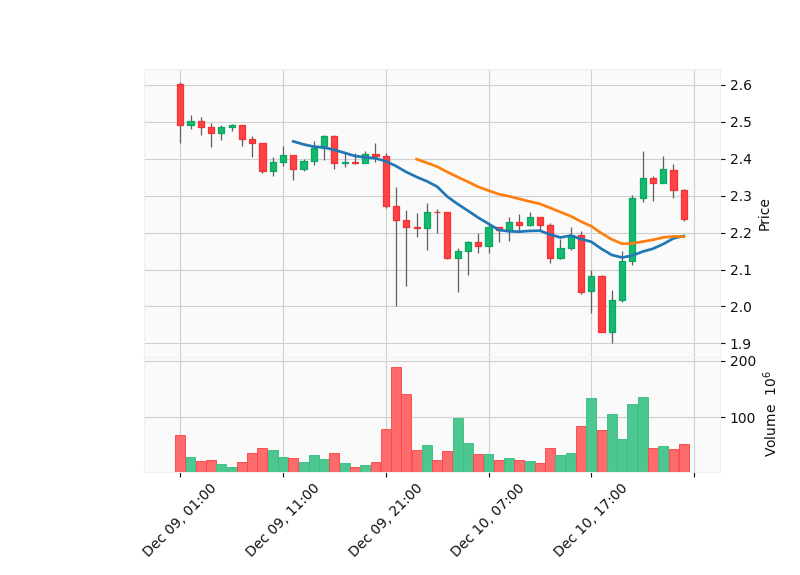 2.6
2.5
2.4
2.3
2.2
2.1
2.0
1.9
Price
200
100
Volume 10^6
Dec 09, 01:00
Dec 09, 11:00
Dec 09, 21:00
Dec 10, 07:00
Dec 10, 17:00